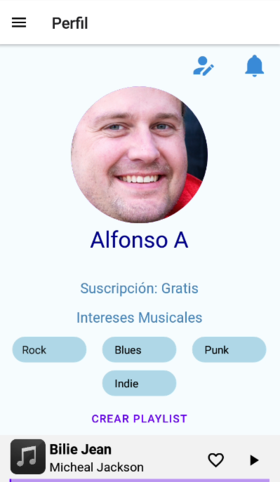 Perfil
Alfonso A
Suscripción: Gratis
Intereses Musicales
Rock Blues Punk
Indie
CREAR PLAYLIST
Bilie Jean
Micheal Jackson